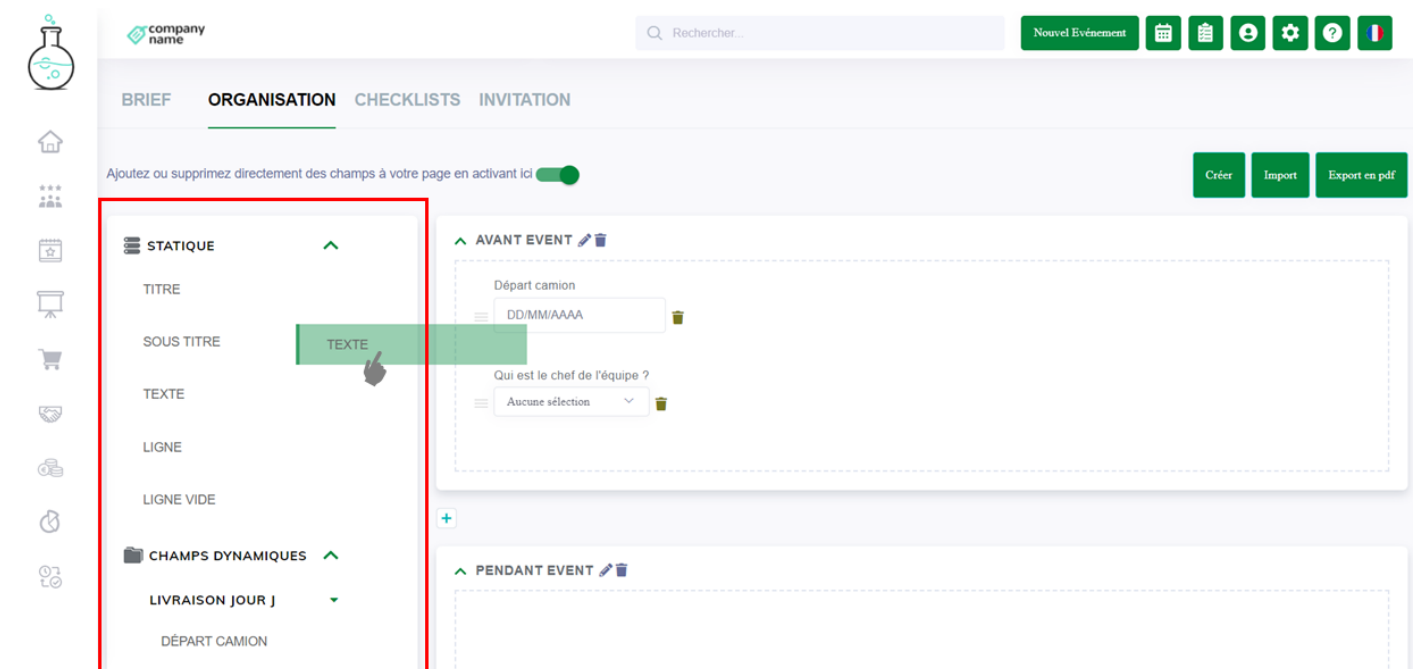 company
name
Rechercher...
Nouvel Evénement
BRIEF
ORGANISATION
CHECKLISTS
INVITATION
Ajoutez ou supprimez directement des champs à votre page en activant ici
Créer
Import
Export en pdf
STATIQUE
TITRE
SOUS TITRE
TEXTE
TEXTE
LIGNE
LIGNE VIDE
CHAMPS DYNAMIQUES
LIVRAISON JOUR J
DÉPART CAMION
AVANT EVENT
Départ camion
DD/MM/AAAA
Qui est le chef de l'équipe ?
Aucune sélection
PENDANT EVENT